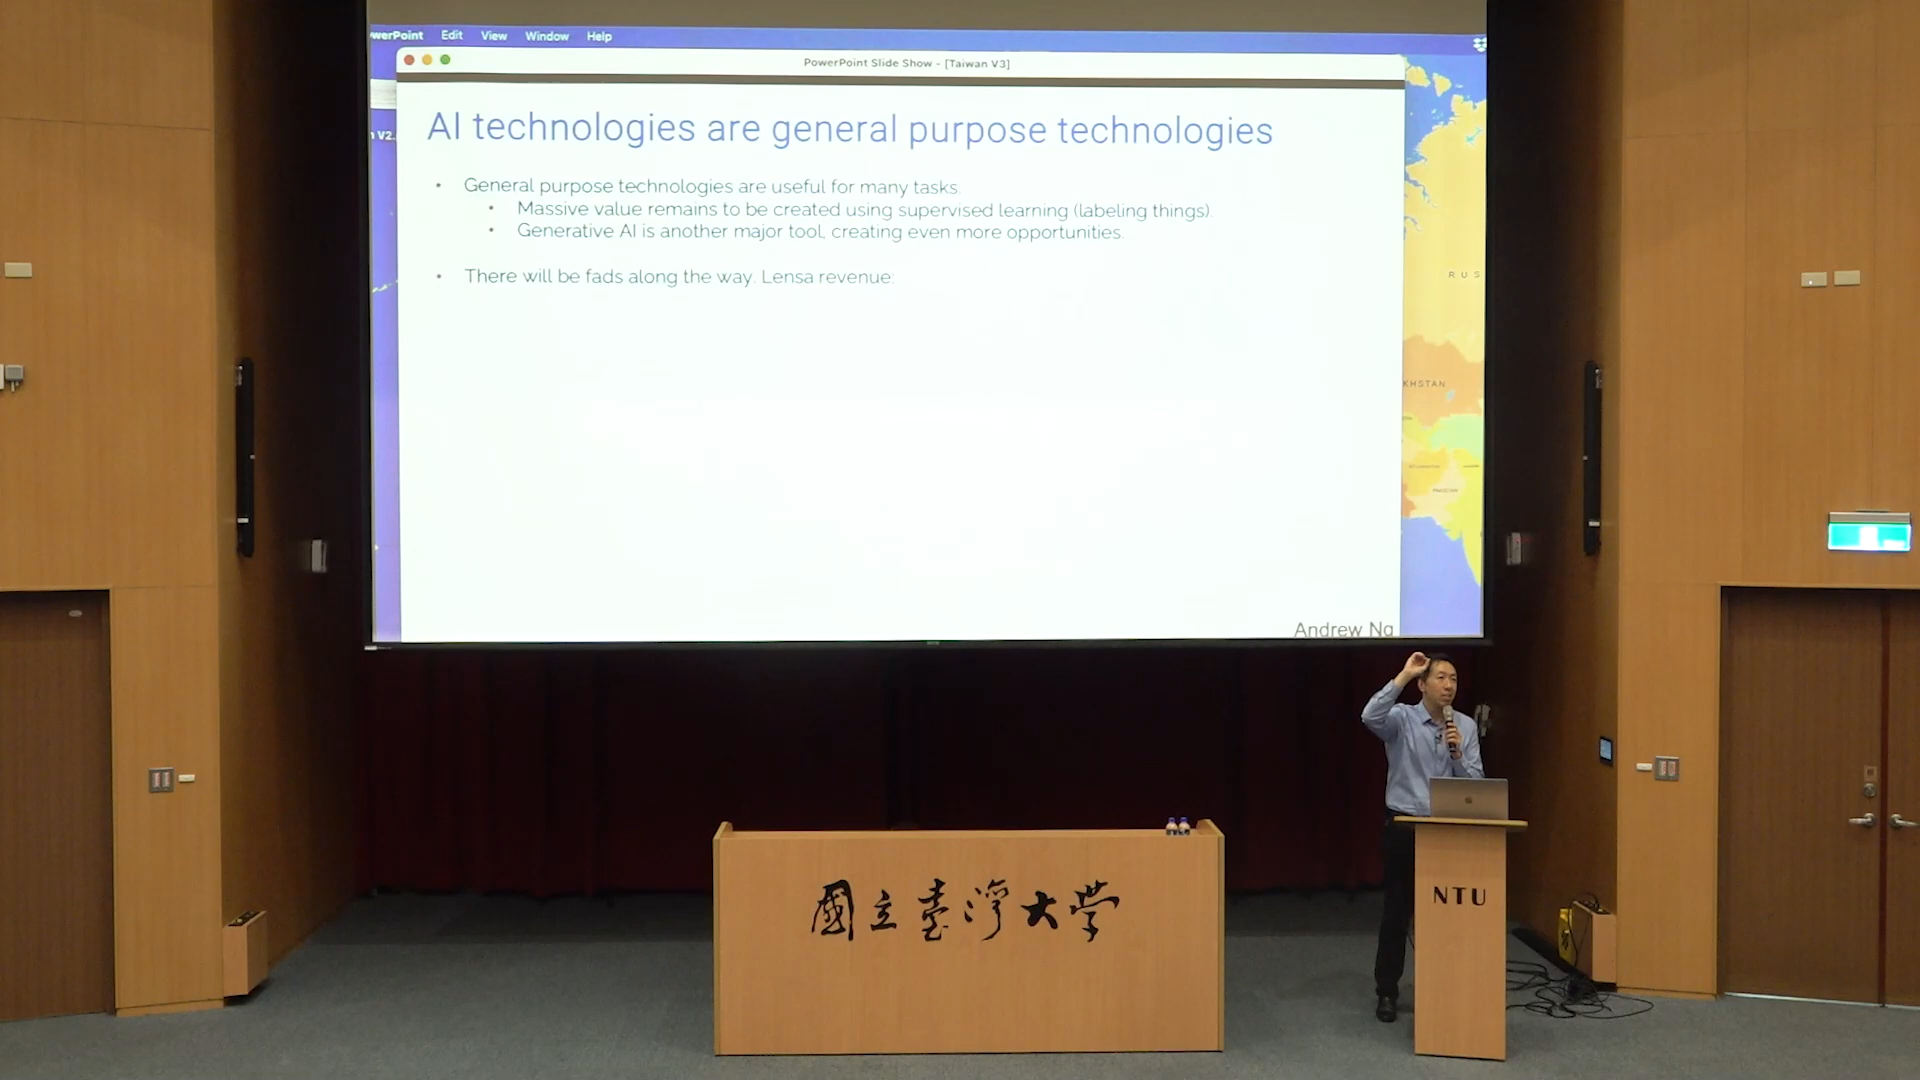 werPoint Edit View Window Help
PowerPoint Slide Show - [Taiwan V3]
V2.
AI technologies are general purpose technologies
• General purpose technologies are useful for many tasks.
• Massive value remains to be created using supervised learning (labeling things).
• Generative AI is another major tool, creating even more opportunities.
• There will be fads along the way. Lensa revenue:
RUS
KHSTAN
Andrew Ng
國立臺灣大學
NTU